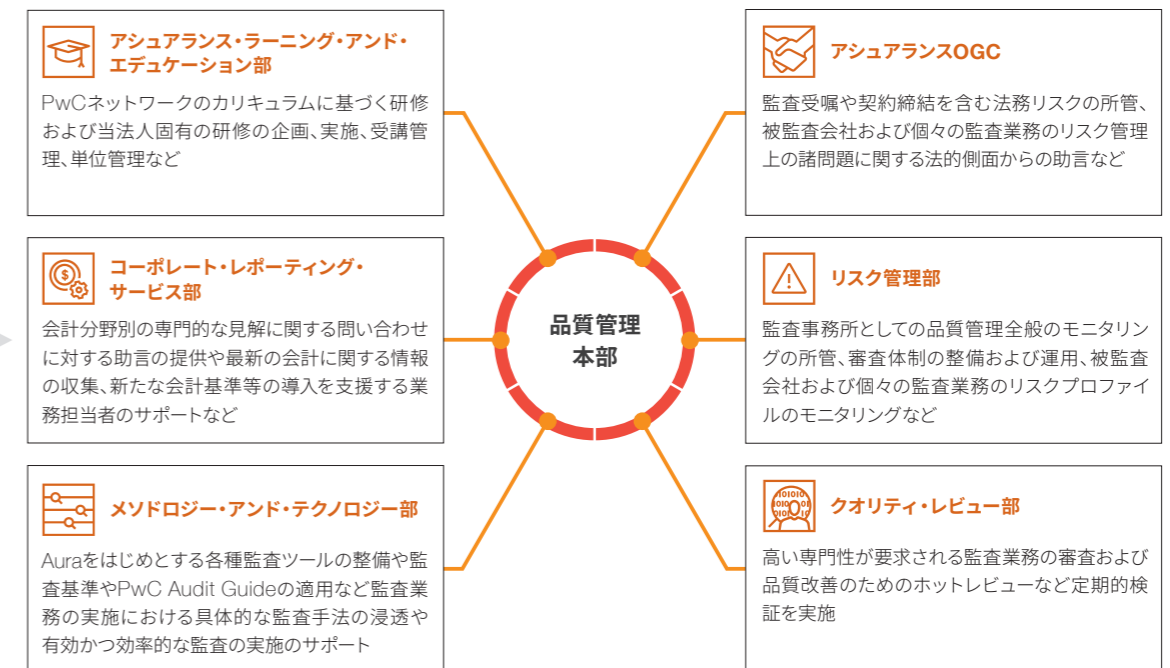 アシュアランス・ラーニング・アンド・
エデュケーション部
PwCネットワークのカリキュラムに基づく研修
および当法人固有の研修の企画、実施、受講管
理、単位管理など
コーポレート・レポーティング・
サービス部
会計分野別の専門的な見解に関する問い合わせ
に対する助言の提供や最新の会計に関する情報
の収集、新たな会計基準等の導入を支援する業
務担当者のサポートなど
メソドロジー・アンド・テクノロジー部
Auraをはじめとする各種監査ツールの整備や監
査基準やPwC Audit Guideの適用など監査業
務の実施における具体的な監査手法の浸透や
有効かつ効率的な監査の実施のサポート
品質管理
本部
アシュアランスOGC
監査受嘱や契約締結を含む法務リスクの所管、
被監査会社および個々の監査業務のリスク管理
上の諸問題に関する法的側面からの助言など
リスク管理部
監査事務所としての品質管理全般のモニタリン
グの所管、審査体制の整備および運用、被監査
会社および個々の監査業務のリスクプロファイ
ルのモニタリングなど
クオリティ・レビュー部
高い専門性が要求される監査業務の審査および
品質改善のためのホットレビューなど定期的検
証を実施